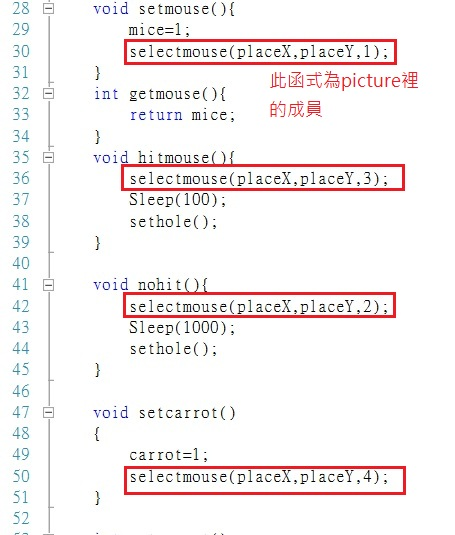 28 void setmouse(){
29 mice=1;
30 selectmouse(placeX,placeY,1);
31 }
此函式為picture裡
的成員
32 int getmouse(){
33 return mice;
34 }
35 void hitmouse(){
36 selectmouse(placeX,placeY,3);
37 Sleep(100);
38 sethole();
39 }
40
41 void nohit(){
42 selectmouse(placeX,placeY,2);
43 Sleep(1000);
44 sethole();
45 }
46
47 void setcarrot()
48 {
49 carrot=1;
50 selectmouse(placeX,placeY,4);
51 }
52